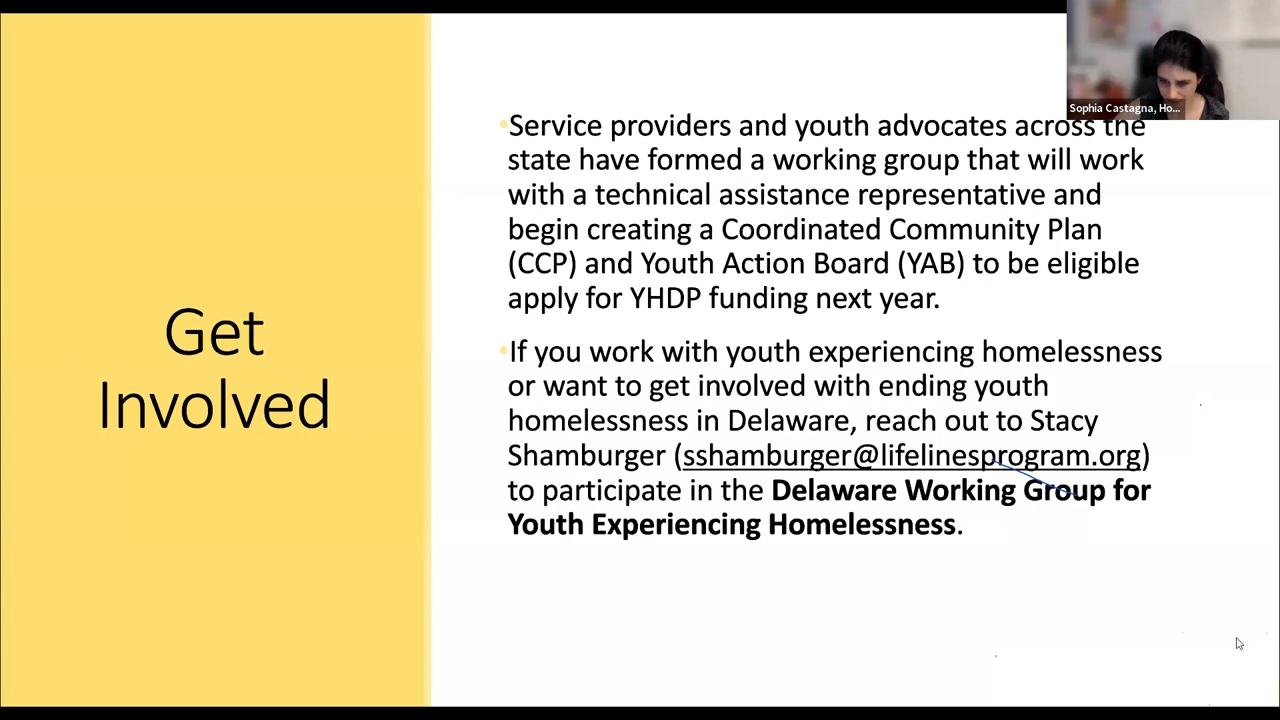 Sophia Castagna, Ho...
Get
Involved
•Service providers and youth advocates across the
state have formed a working group that will work
with a technical assistance representative and
begin creating a Coordinated Community Plan
(CCP) and Youth Action Board (YAB) to be eligible
apply for YHDP funding next year.
•If you work with youth experiencing homelessness
or want to get involved with ending youth
homelessness in Delaware, reach out to Stacy
Shamburger (sshamburger@lifelinesprogram.org)
to participate in the Delaware Working Group for
Youth Experiencing Homelessness.